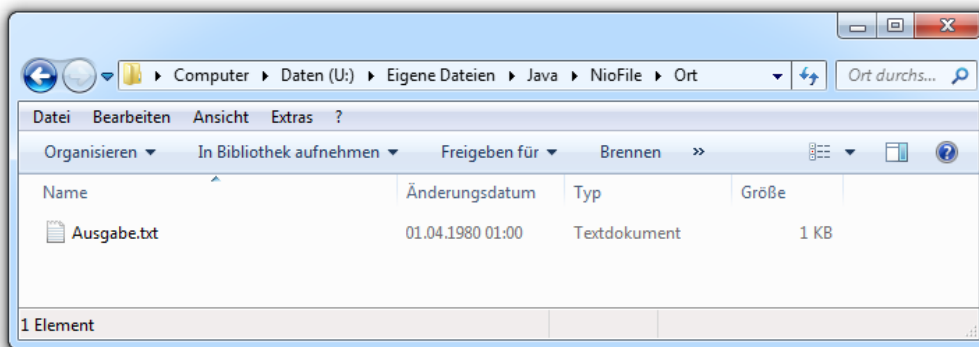 Computer ▸ Daten (U:) ▸ Eigene Dateien ▸ Java ▸ NioFile ▸ Ort Ort durchs...
Datei Bearbeiten Ansicht Extras ?
Organisieren In Bibliothek aufnehmen Freigeben für Brennen »
Name Änderungsdatum Typ Größe
Ausgabe.txt 01.04.1980 01:00 Textdokument 1 KB
1 Element